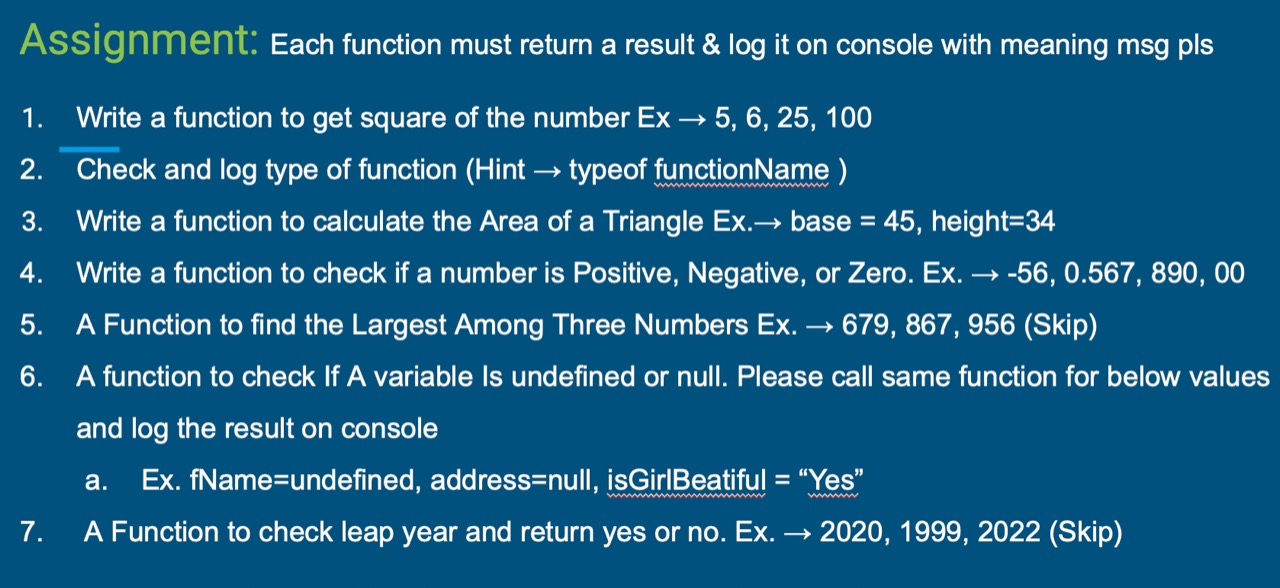 Assignment: Each function must return a result & log it on console with meaning msg pls
1. Write a function to get square of the number Ex → 5, 6, 25, 100
2. Check and log type of function (Hint → typeof functionName )
3. Write a function to calculate the Area of a Triangle Ex.→ base = 45, height=34
4. Write a function to check if a number is Positive, Negative, or Zero. Ex. → -56, 0.567, 890, 00
5. A Function to find the Largest Among Three Numbers Ex. → 679, 867, 956 (Skip)
6. A function to check If A variable Is undefined or null. Please call same function for below values
and log the result on console
a. Ex. fName=undefined, address=null, isGirlBeatiful = “Yes”
7. A Function to check leap year and return yes or no. Ex. → 2020, 1999, 2022 (Skip)